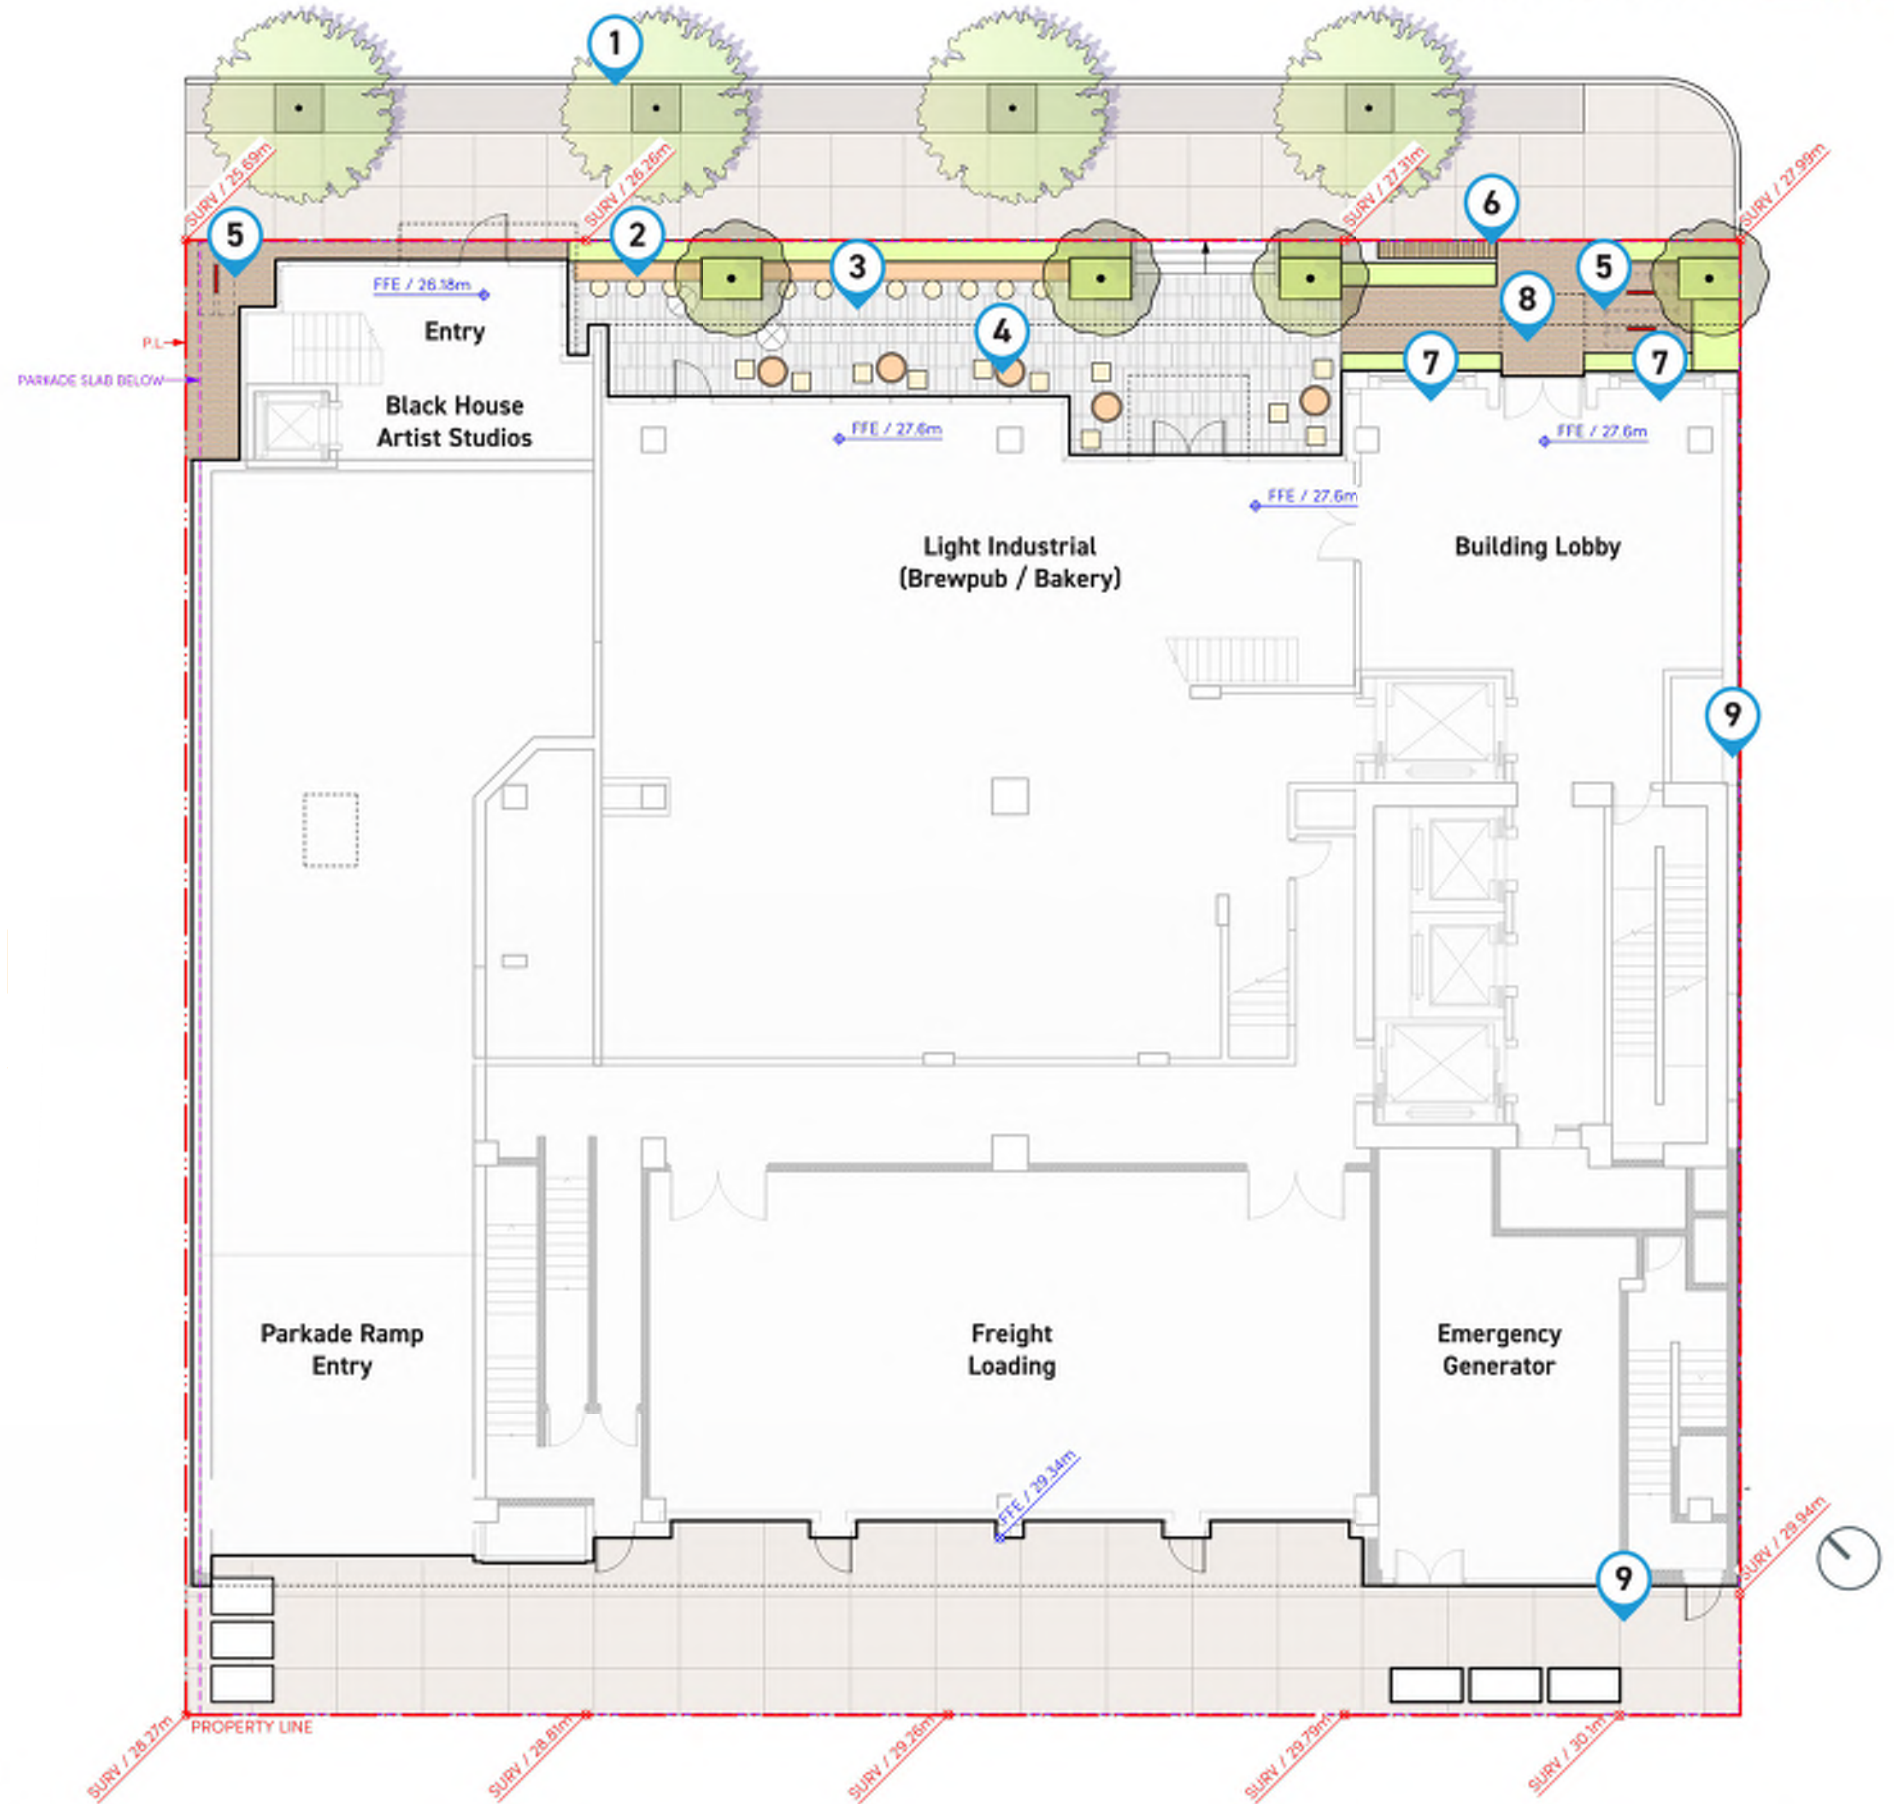 1
SURV / 25.69m
SURV / 26.26m
SURV / 27.31m
SURV / 27.99m
5
2
3
6
5
8
4
7
7
FFE / 26.18m
Entry
P.L
PARKADE SLAB BELOW
Black House
Artist Studios
FFE / 27.6m
FFE / 27.6m
FFE / 27.6m
Light Industrial
(Brewpub / Bakery)
Building Lobby
9
Parkade Ramp
Entry
Freight
Loading
Emergency
Generator
FFE / 29.34m
SURV / 29.94m
9
PROPERTY LINE
SURV / 28.27m
SURV / 28.81m
SURV / 29.26m
SURV / 29.79m
SURV / 30.1m